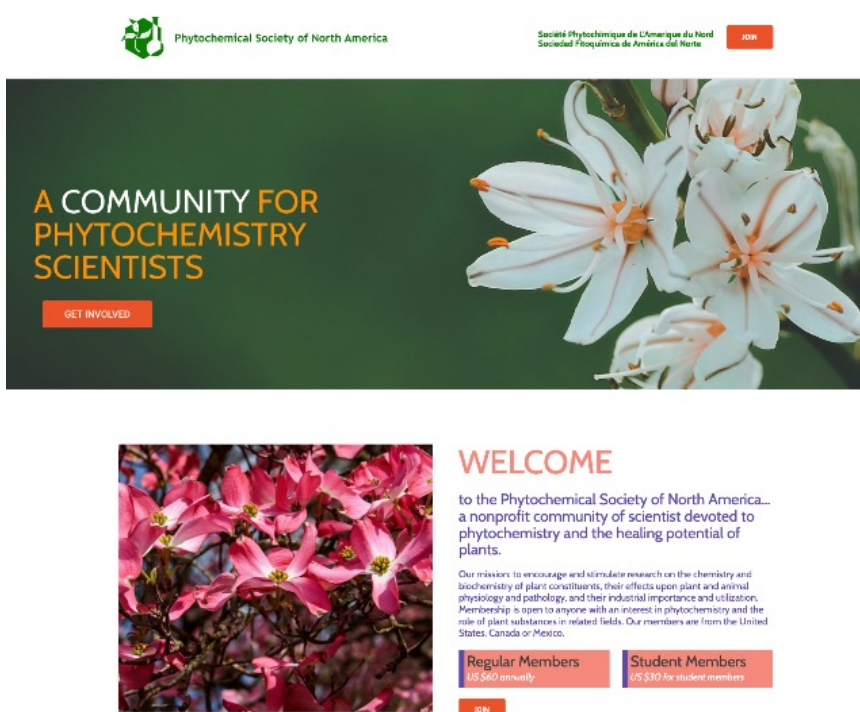 Phytochemical Society of North America
Société Phytochimique de L'Amerique du Nord
Sociedad Fitoquímica de América del Norte
JOIN
A COMMUNITY FOR
PHYTOCHEMISTRY
SCIENTISTS
GET INVOLVED
WELCOME
to the Phytochemical Society of North America...
a nonprofit community of scientist devoted to
phytochemistry and the healing potential of
plants.
Our mission: to encourage and stimulate research on the chemistry and
biochemistry of plant constituents, their effects upon plant and animal
physiology and pathology, and their industrial importance and utilization.
Membership is open to anyone with an interest in phytochemistry and the
role of plant substances in related fields. Our members are from the United
States, Canada or Mexico.
Regular Members
US $60 annually
Student Members
US $30 for student members
JOIN